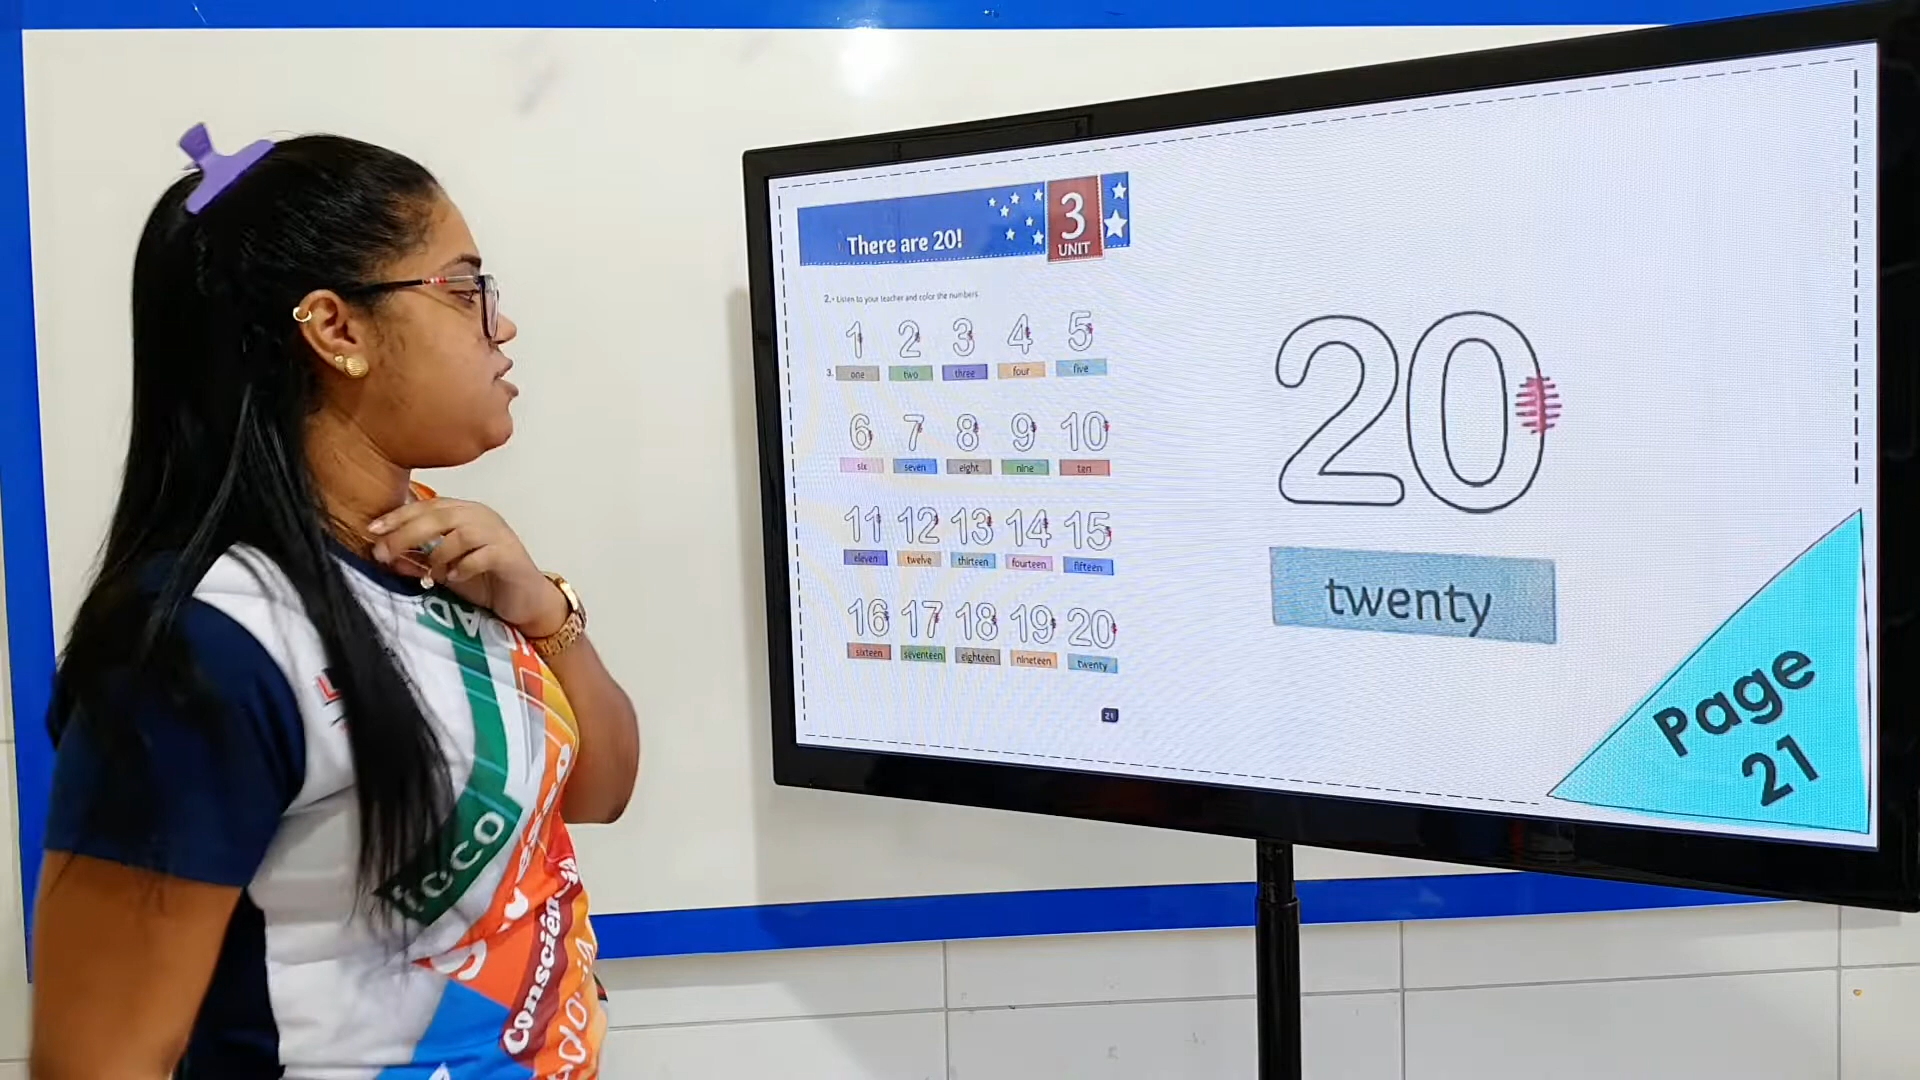 There are 20!
3
UNIT
2.- Listen to your teacher and color the numbers
1 2 3 4 5
3. one two three four five
6 7 8 9 10
six seven eight nine ten
11 12 13 14 15
eleven twelve thirteen fourteen fifteen
16 17 18 19 20
sixteen seventeen eighteen nineteen twenty
21
20
twenty
Page
21
foco
Consciência